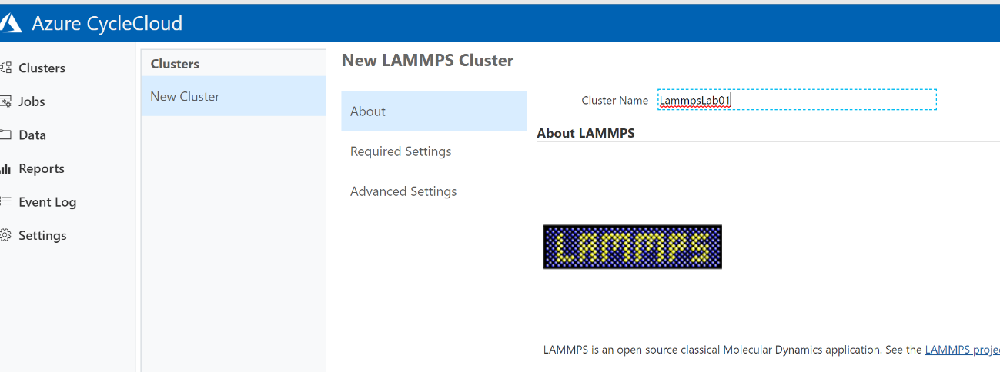 Azure CycleCloud
Clusters
Jobs
Data
Reports
Event Log
Settings
Clusters
New Cluster
New LAMMPS Cluster
About
Required Settings
Advanced Settings
Cluster Name LammpsLab01
About LAMMPS
LAMMPS
LAMMPS is an open source classical Molecular Dynamics application. See the LAMMPS